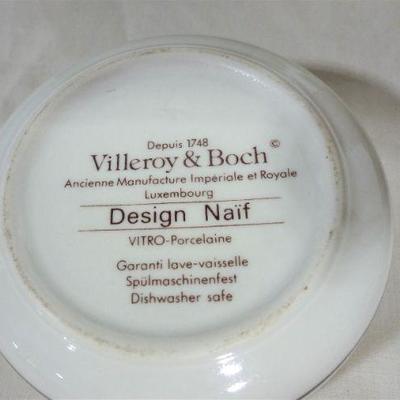 Depuis 1748
Villeroy & Boch ©
Ancienne Manufacture Impériale et Royale
Luxembourg
Design Naïf
VITRO-Porcelaine
Garanti lave-vaisselle
Spülmaschinenfest
Dishwasher safe